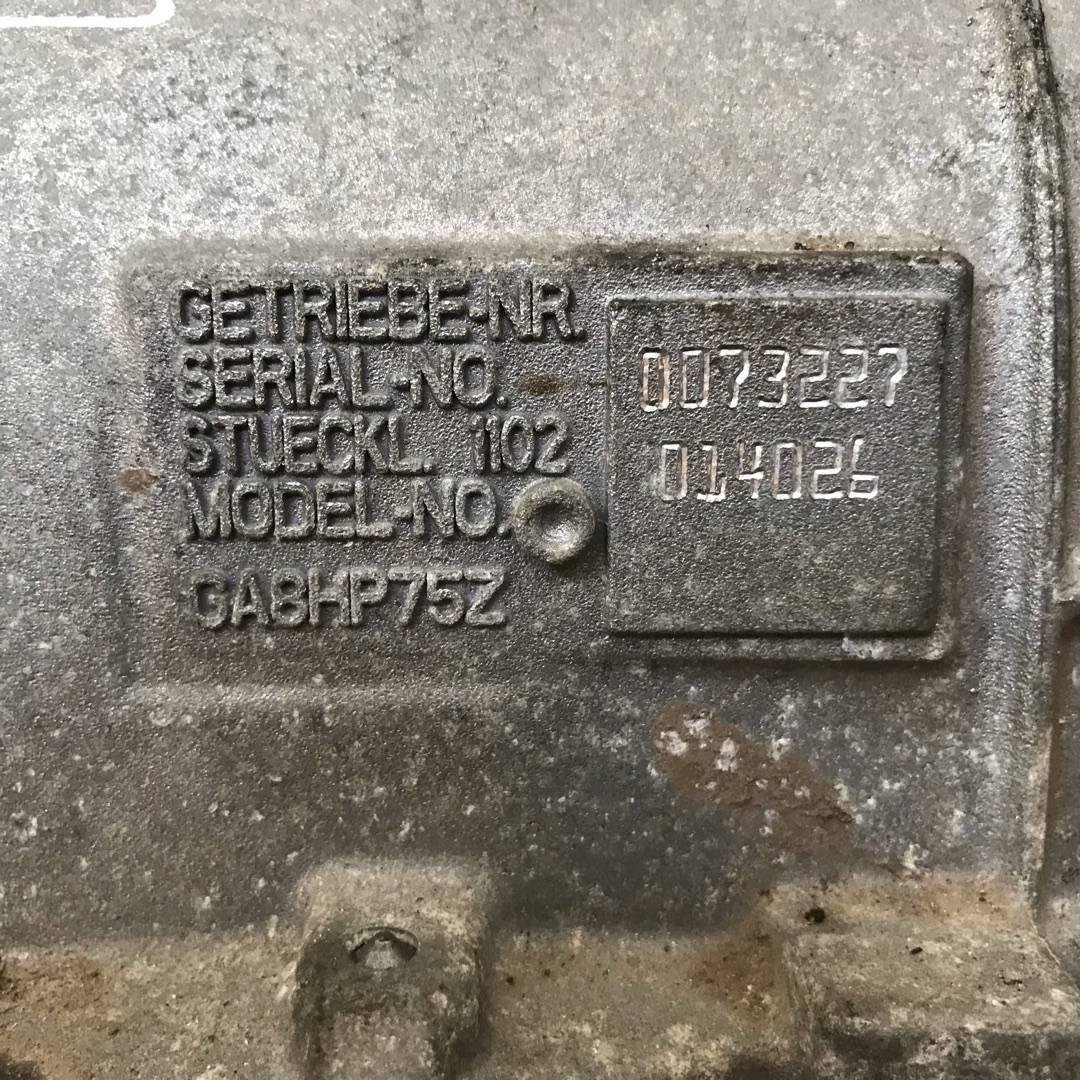 GETRIEBE-NR.
SERIAL-NO. 0073227
STUECKL. 1102
MODEL-NO. 014026
GA8HP75Z